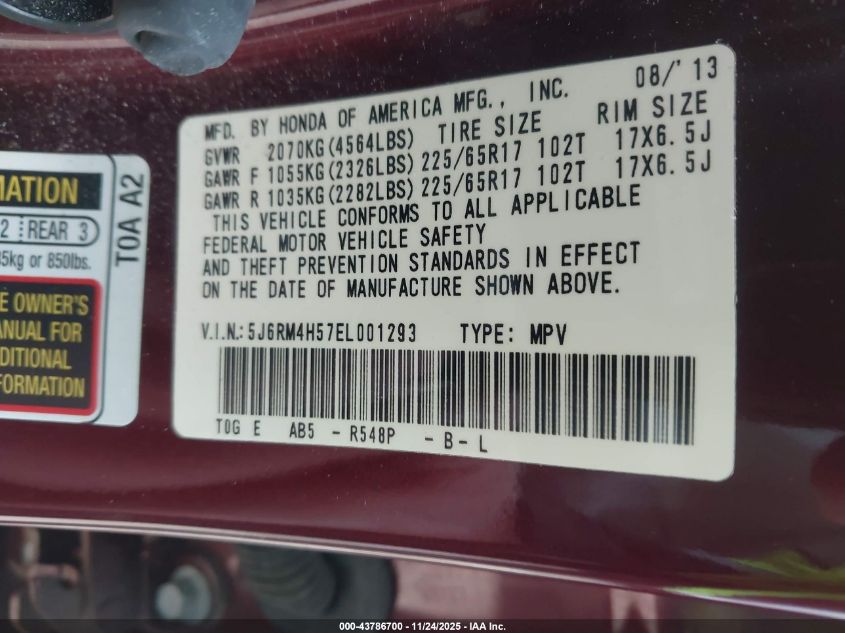 MFD. BY HONDA OF AMERICA MFG., INC. 08/'13
GVWR 2070KG(4564LBS) TIRE SIZE RIM SIZE
GAWR F 1055KG(2326LBS) 225/65R17 102T 17X6.5J
GAWR R 1035KG(2282LBS) 225/65R17 102T 17X6.5J
THIS VEHICLE CONFORMS TO ALL APPLICABLE
FEDERAL MOTOR VEHICLE SAFETY
AND THEFT PREVENTION STANDARDS IN EFFECT
ON THE DATE OF MANUFACTURE SHOWN ABOVE.
V.I.N.: 5J6RM4H57EL001293 TYPE: MPV
T0G E AB5 - R548P - B - L
MATION
2 REAR 3
5kg or 850lbs.
E OWNER'S
ANUAL FOR
DITIONAL
FORMATION
T0A A2
000-43786700 - 11/24/2025 - IAA Inc.